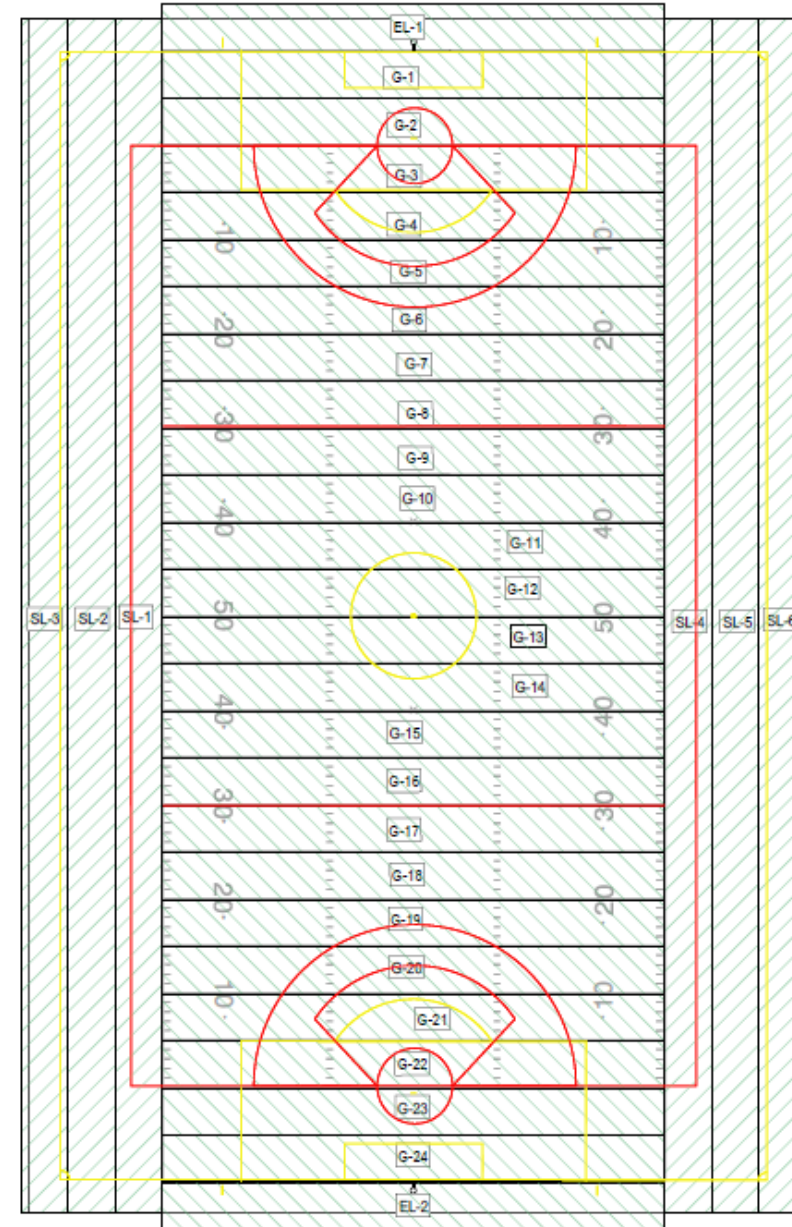 EL-1
G-1
G-2
G-3
G-4
·10 10·
G-5
G-6
·20 20·
G-7
G-8
·30 30·
G-9
G-10
·40 40·
G-11
G-12
SL-3 SL-2 SL-1 50 50 SL-4 SL-5 SL-6
G-13
G-14
40· ·40
G-15
G-16
30· ·30
G-17
G-18
20· ·20
G-19
G-20
10· ·10
G-21
G-22
G-23
G-24
EL-2